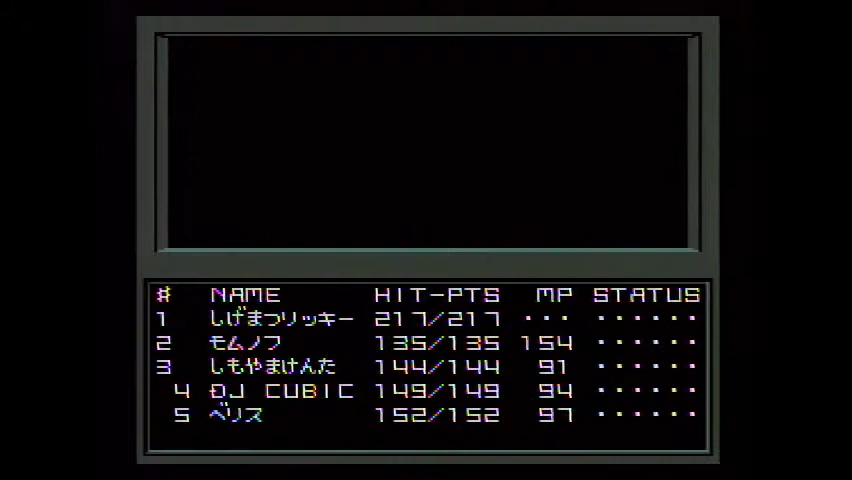 # NAME HIT-PTS MP STATUS
1 しげまつリッキー 217/217 ··· ······
2 モムノフ 135/135 154 ······
3 しもやまけんた 144/144 91 ······
4 DJ CUBIC 149/149 94 ······
5 ベリス 152/152 97 ······